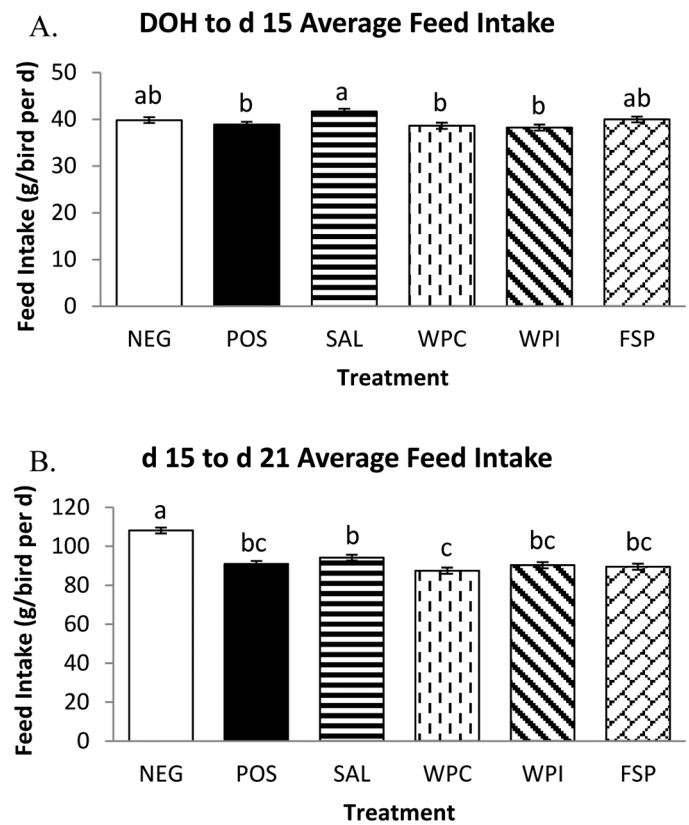 A.
DOH to d 15 Average Feed Intake
Feed Intake (g/bird per d)
50
40
30
20
10
0
ab
b
a
b
b
ab
NEG POS SAL WPC WPI FSP
Treatment
B.
d 15 to d 21 Average Feed Intake
Feed Intake (g/bird per d)
120
100
80
60
40
20
0
a
bc
b
c
bc
bc
NEG POS SAL WPC WPI FSP
Treatment